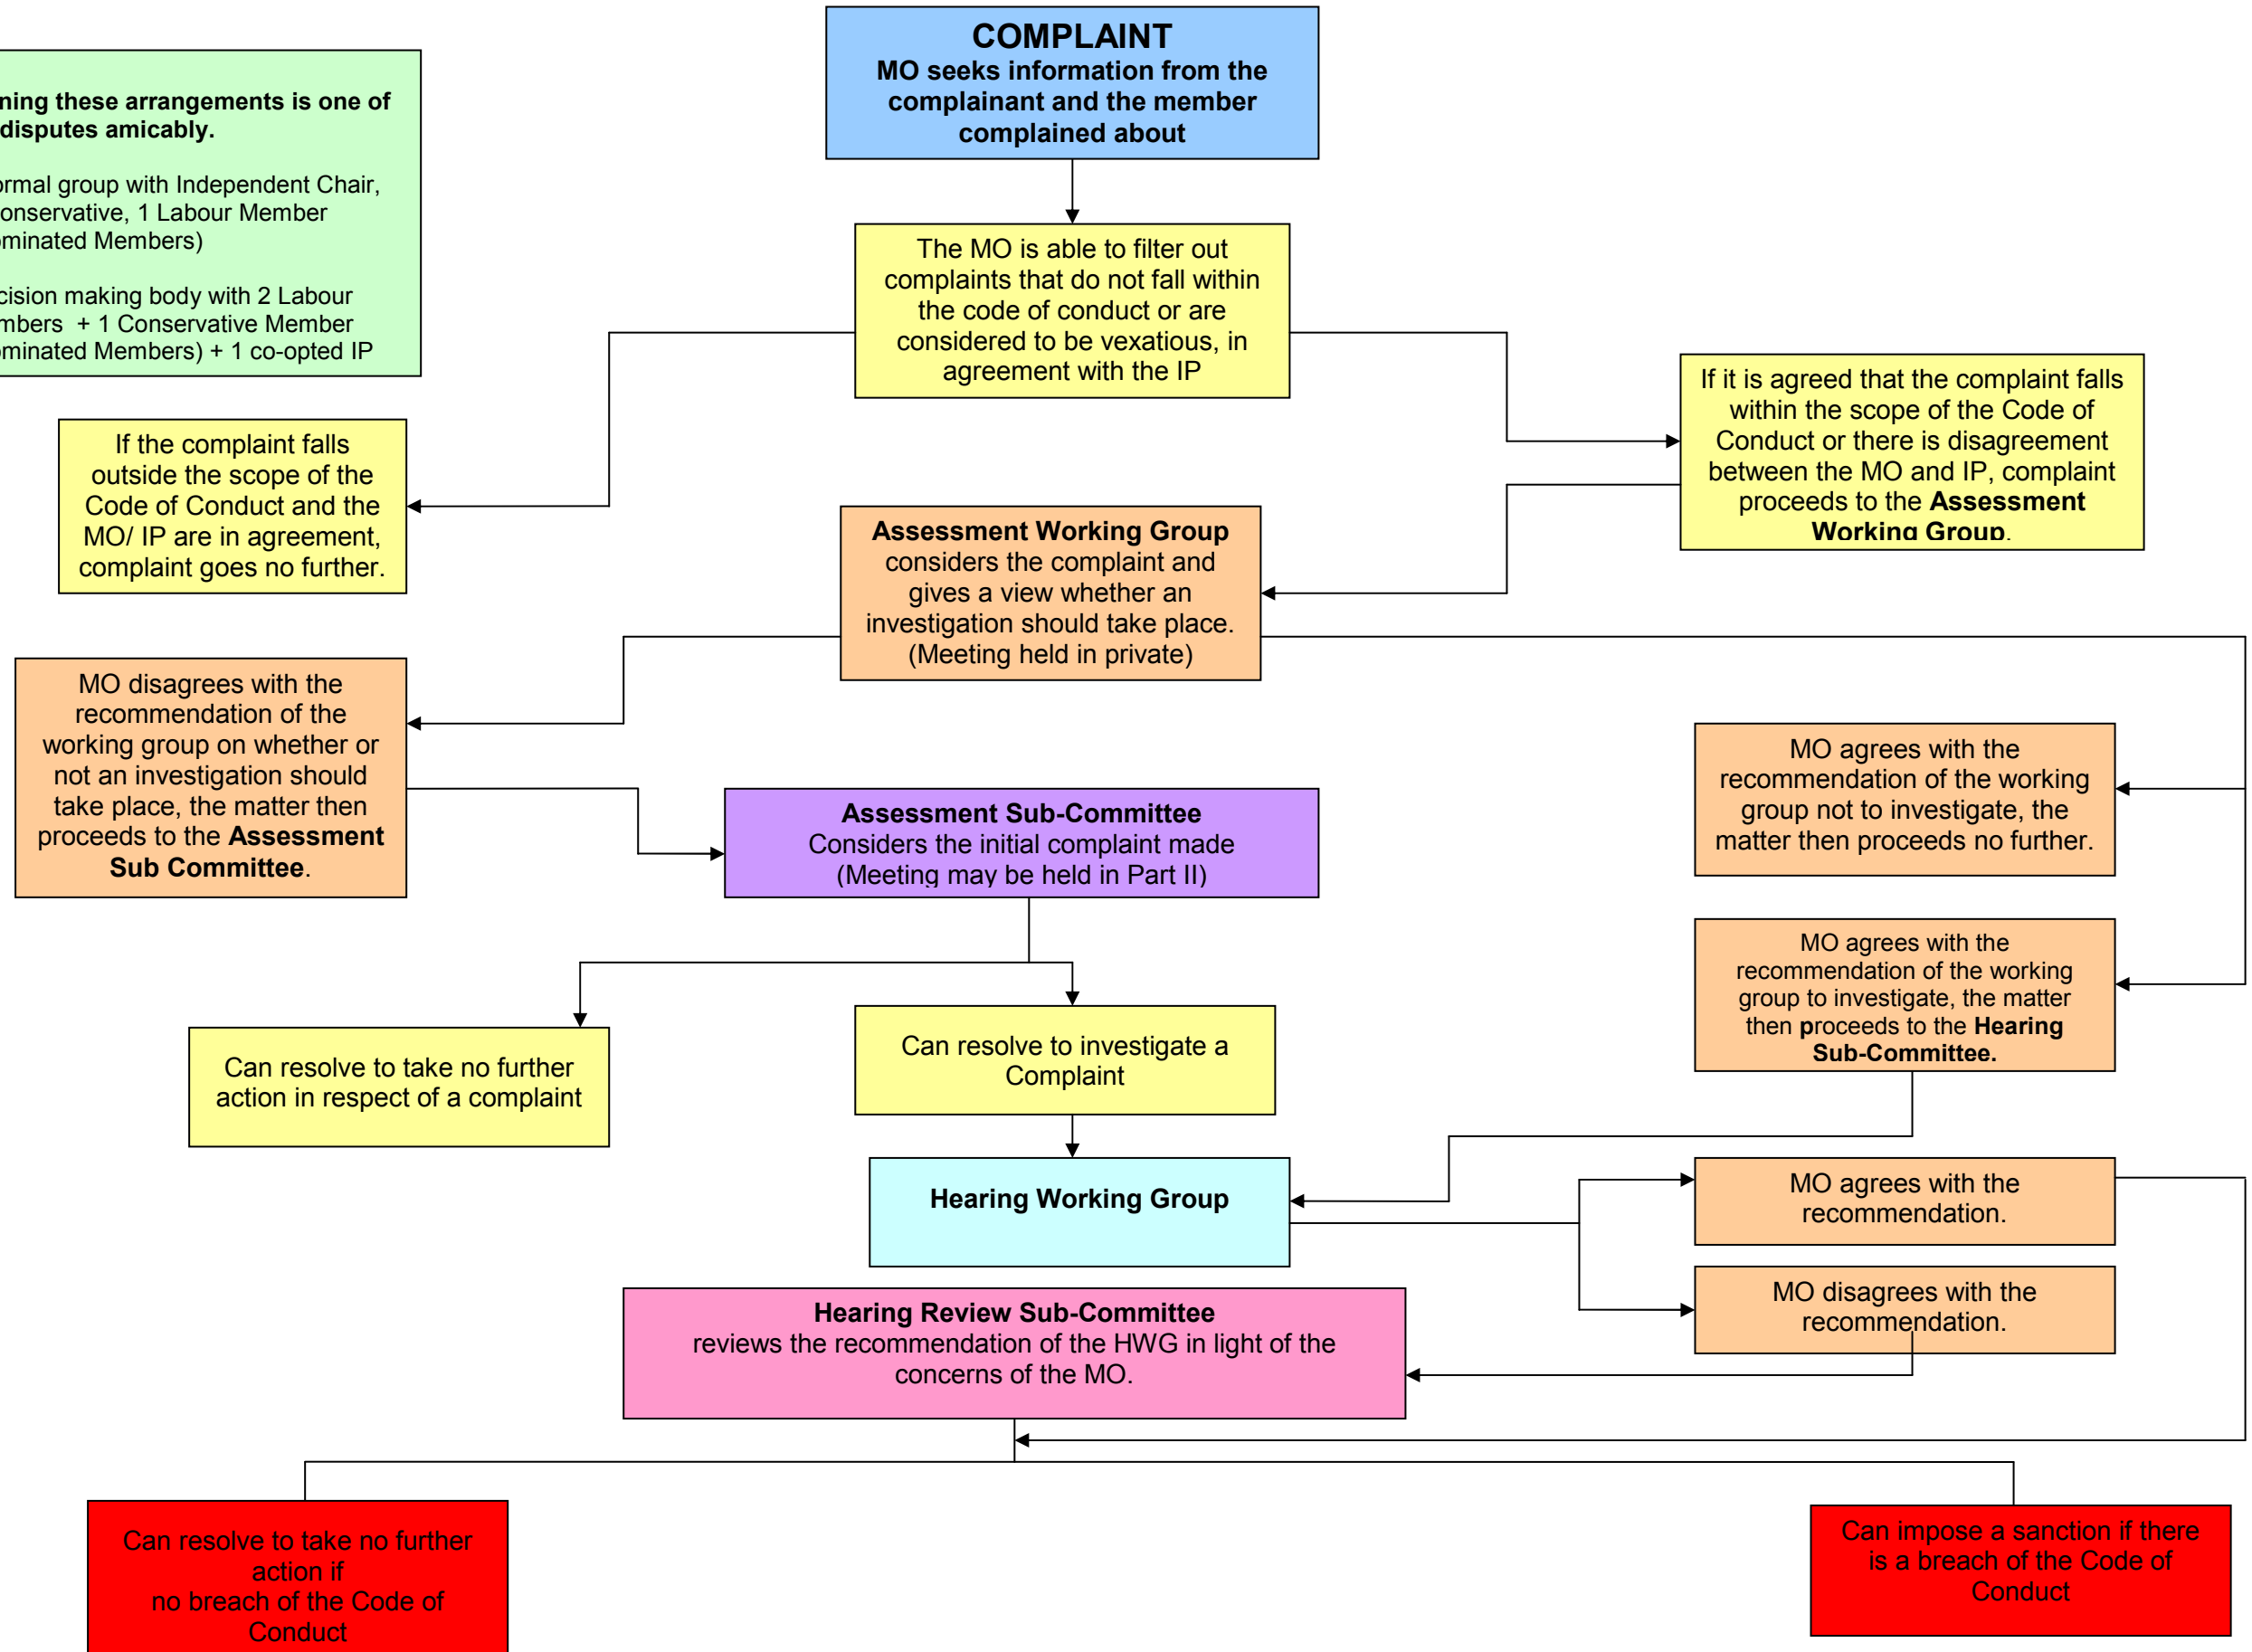 COMPLAINT
MO seeks information from the
complainant and the member
complained about
ning these arrangements is one of
disputes amicably.
ormal group with Independent Chair,
onservative, 1 Labour Member
ominated Members)
cision making body with 2 Labour
mbers + 1 Conservative Member
ominated Members) + 1 co-opted IP
The MO is able to filter out
complaints that do not fall within
the code of conduct or are
considered to be vexatious, in
agreement with the IP
If it is agreed that the complaint falls
within the scope of the Code of
Conduct or there is disagreement
between the MO and IP, complaint
proceeds to the Assessment
Working Group.
If the complaint falls
outside the scope of the
Code of Conduct and the
MO/ IP are in agreement,
complaint goes no further.
Assessment Working Group
considers the complaint and
gives a view whether an
investigation should take place.
(Meeting held in private)
MO disagrees with the
recommendation of the
working group on whether or
not an investigation should
take place, the matter then
proceeds to the Assessment
Sub Committee.
MO agrees with the
recommendation of the working
group not to investigate, the
matter then proceeds no further.
Assessment Sub-Committee
Considers the initial complaint made
(Meeting may be held in Part II)
MO agrees with the
recommendation of the working
group to investigate, the matter
then proceeds to the Hearing
Sub-Committee.
Can resolve to take no further
action in respect of a complaint
Can resolve to investigate a
Complaint
Hearing Working Group
MO agrees with the
recommendation.
MO disagrees with the
recommendation.
Hearing Review Sub-Committee
reviews the recommendation of the HWG in light of the
concerns of the MO.
Can resolve to take no further
action if
no breach of the Code of
Conduct
Can impose a sanction if there
is a breach of the Code of
Conduct